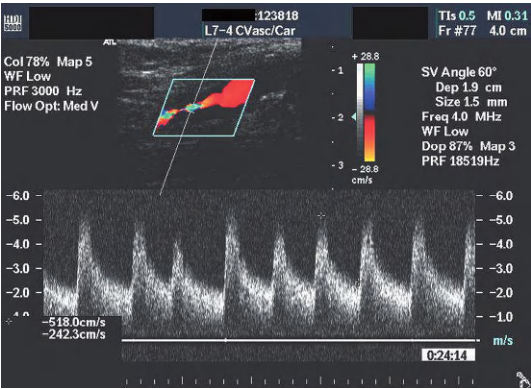 :123818
L7-4 CVasc/Car
TIs 0.5 MI 0.31
Fr #77 4.0 cm
ATL
Col 78% Map 5
WF Low
PRF 3000 Hz
Flow Opt: Med V
+ 28.8
- 1
- 2
- 3
- 28.8
cm/s
SV Angle 60°
Dep 1.9 cm
Size 1.5 mm
Freq 4.0 MHz
WF Low
Dop 87% Map 3
PRF 18519Hz
-6.0 - - 6.0
-5.0 - - 5.0
-4.0 - - 4.0
-3.0 - - 3.0
-2.0 - - 2.0
- 1.0
-518.0cm/s
-242.3cm/s
m/s
0:24:14